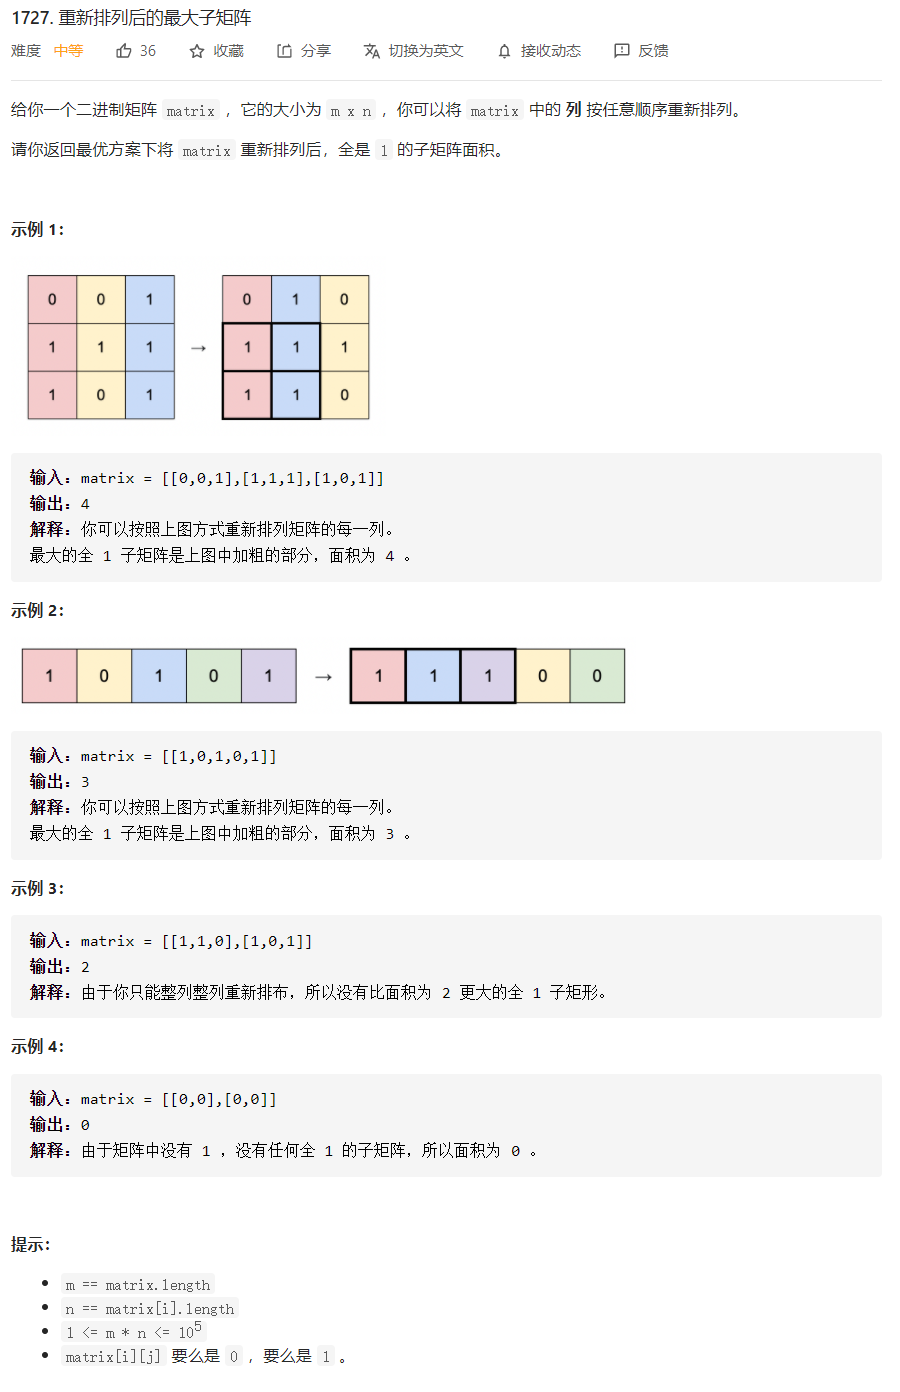 1727. 重新排列后的最大子矩阵
难度 中等 36 收藏 分享 切换为英文 接收动态 反馈
给你一个二进制矩阵 matrix ，它的大小为 m x n ，你可以将 matrix 中的 列 按任意顺序重新排列。
请你返回最优方案下将 matrix 重新排列后，全是 1 的子矩阵面积。
示例 1：
0 0 1 0 1 0
1 1 1 → 1 1 1
1 0 1 1 1 0
输入：matrix = [[0,0,1],[1,1,1],[1,0,1]]
输出：4
解释：你可以按照上图方式重新排列矩阵的每一列。
最大的全 1 子矩阵是上图中加粗的部分，面积为 4 。
示例 2：
1 0 1 0 1 → 1 1 1 0 0
输入：matrix = [[1,0,1,0,1]]
输出：3
解释：你可以按照上图方式重新排列矩阵的每一列。
最大的全 1 子矩阵是上图中加粗的部分，面积为 3 。
示例 3：
输入：matrix = [[1,1,0],[1,0,1]]
输出：2
解释：由于你只能整列整列重新排布，所以没有比面积为 2 更大的全 1 子矩形。
示例 4：
输入：matrix = [[0,0],[0,0]]
输出：0
解释：由于矩阵中没有 1 ，没有任何全 1 的子矩阵，所以面积为 0 。
提示：
• m == matrix.length
• n == matrix[i].length
• 1 <= m * n <= 10⁵
• matrix[i][j] 要么是 0 ，要么是 1 。